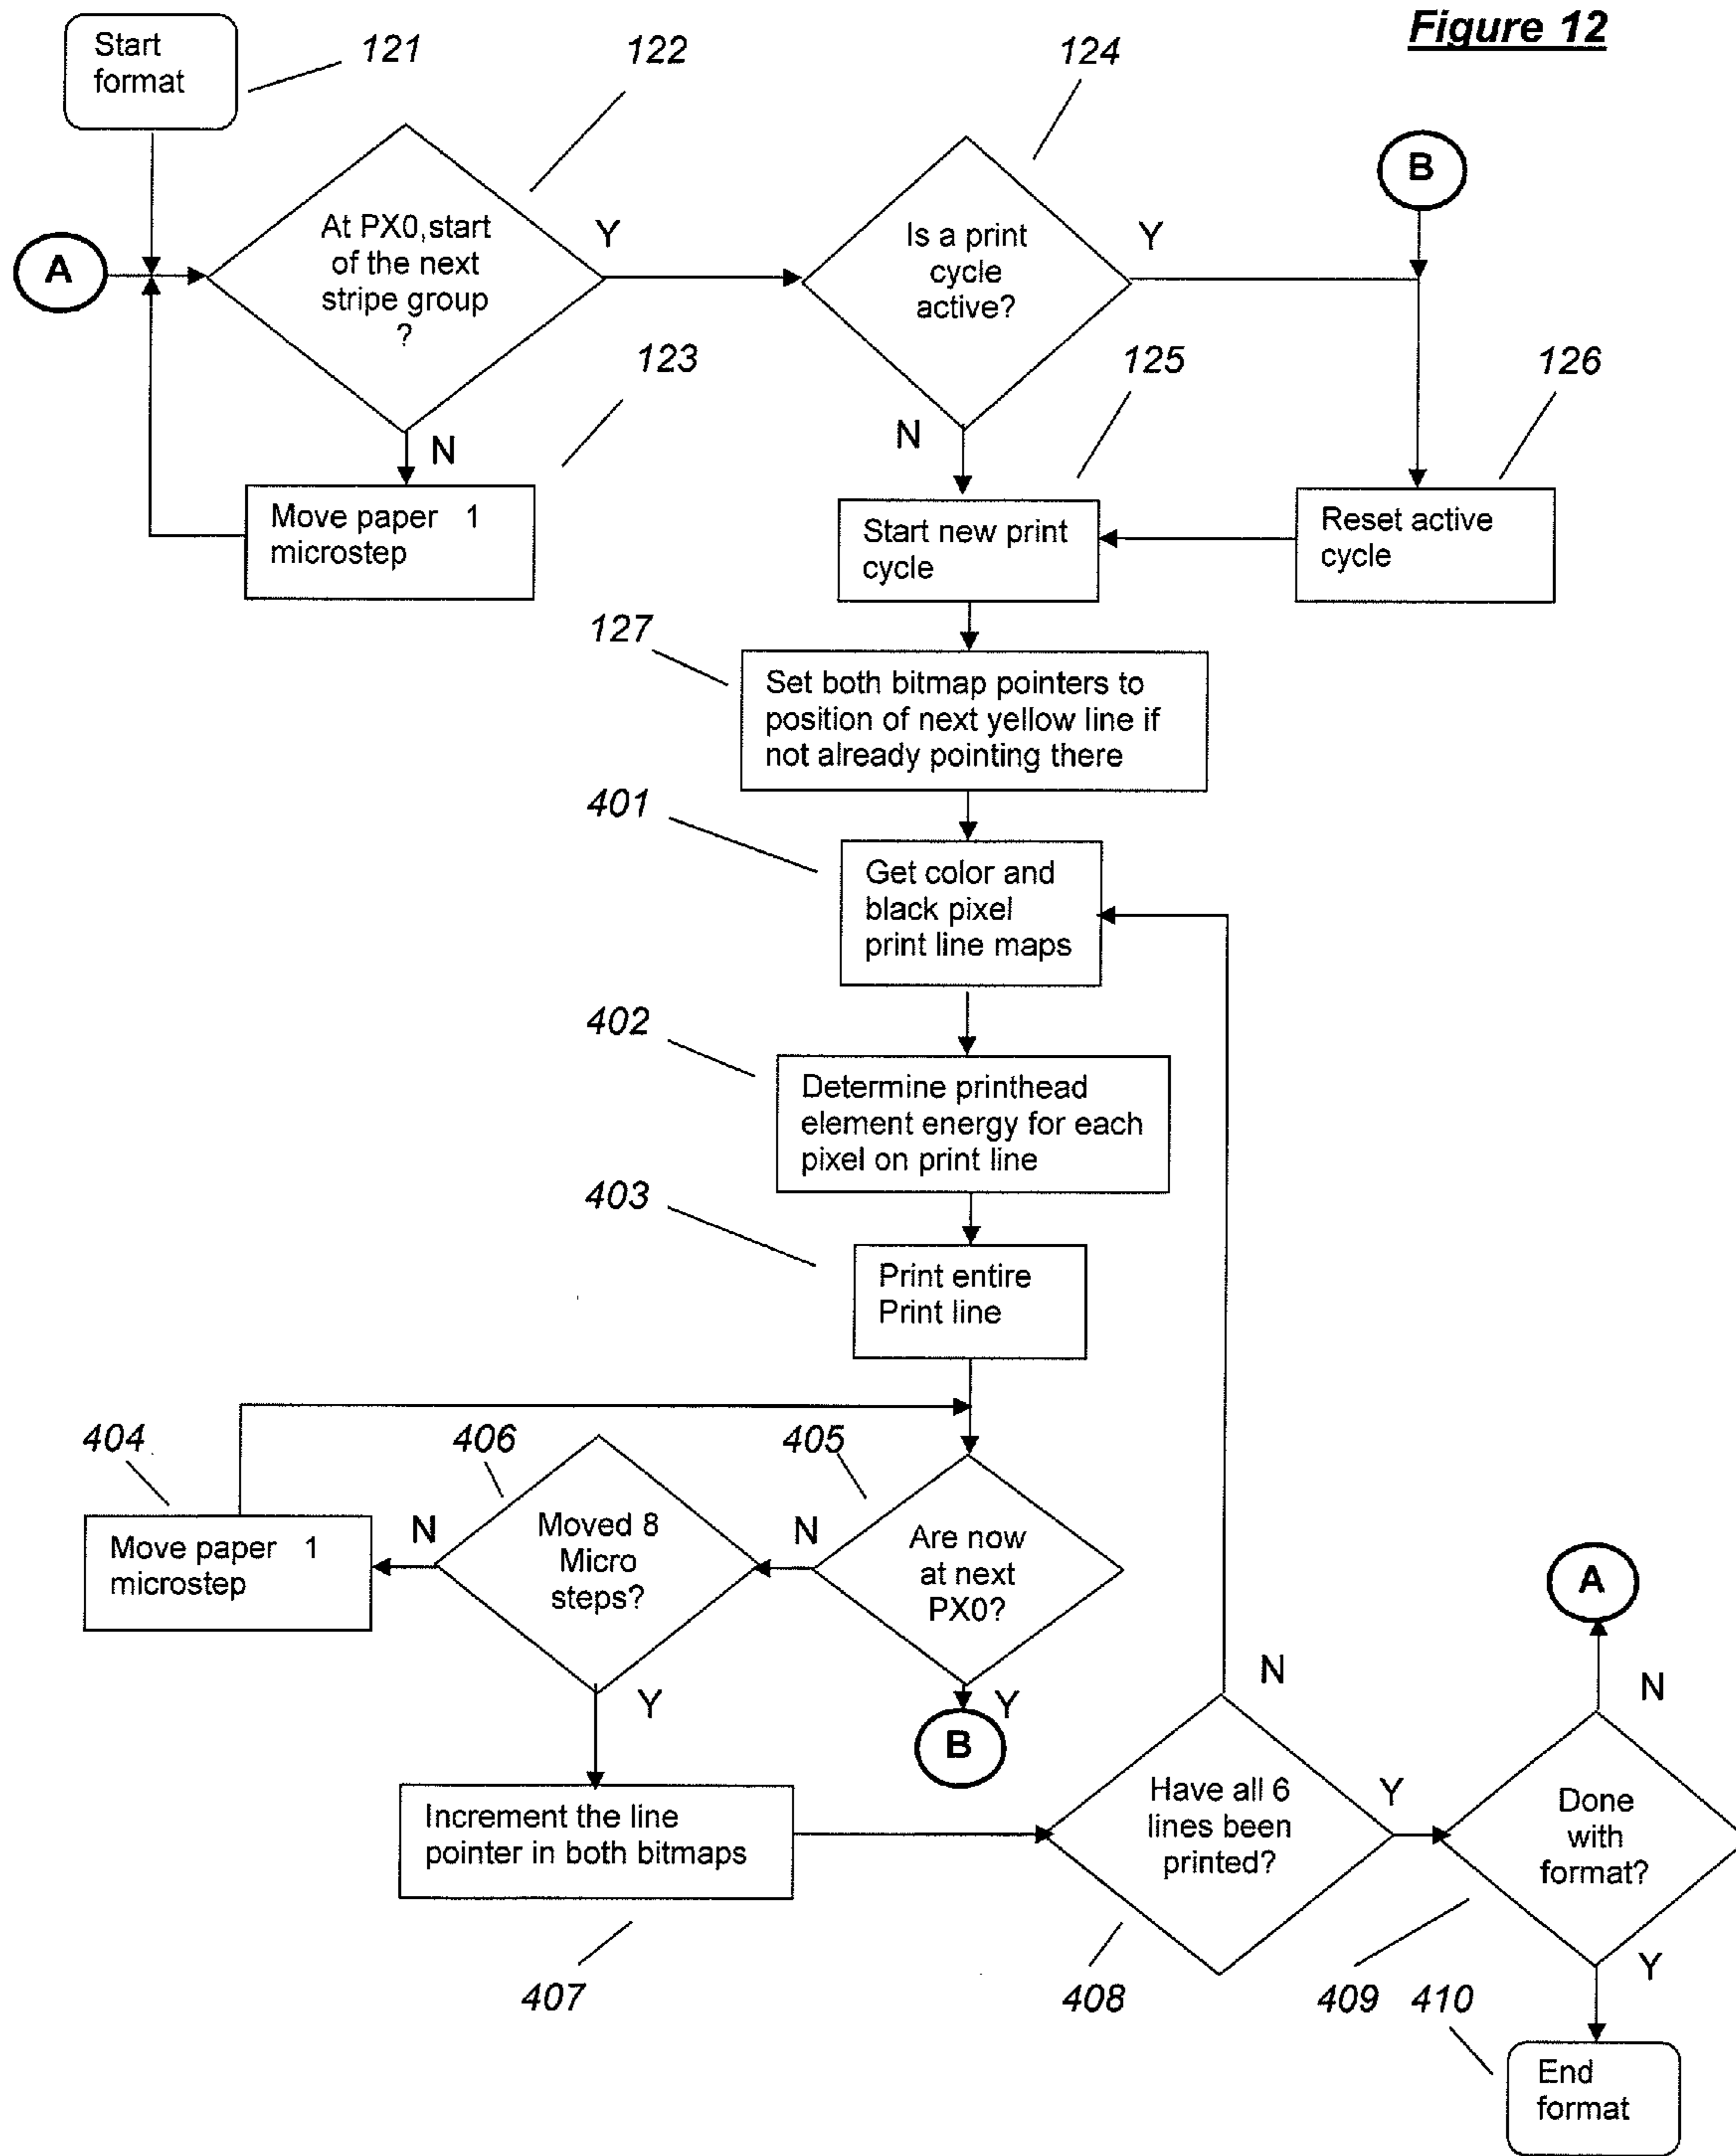 Figure 12
Start
format
121
122
124
B
A
At PX0,start
of the next
stripe group
?
Y
Is a print
cycle
active?
Y
123
125
126
N
N
Move paper 1
microstep
Start new print
cycle
Reset active
cycle
127
Set both bitmap pointers to
position of next yellow line if
not already pointing there
401
Get color and
black pixel
print line maps
402
Determine printhead
element energy for each
pixel on print line
403
Print entire
Print line
404
406
405
Move paper 1
microstep
N
Moved 8
Micro
steps?
N
Are now
at next
PX0?
A
Y
Y
B
N
N
Increment the line
pointer in both bitmaps
Have all 6
lines been
printed?
Y
Done
with
format?
Y
407
408
409
410
End
format